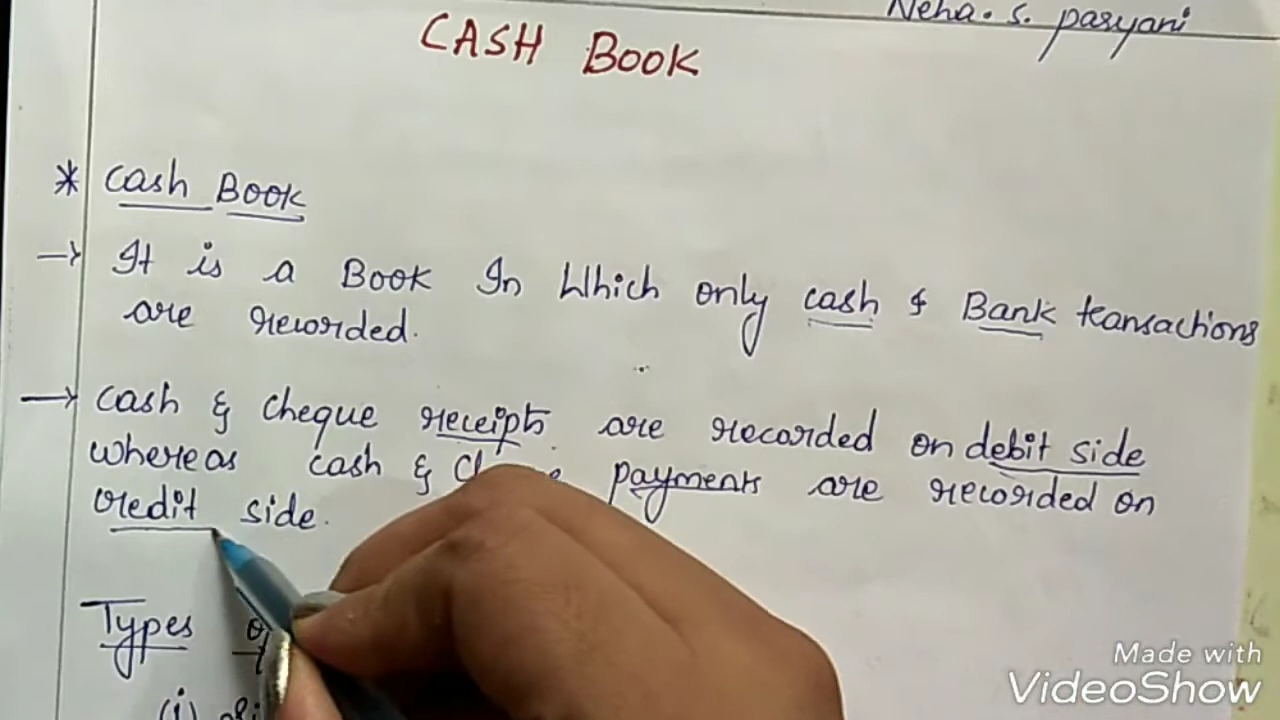 Neha. S. Paryani
CASH BOOK
* Cash Book
→ It is a Book In Which only cash & Bank transactions
are recorded.
→ Cash & Cheque receipts are recorded on debit side
whereas cash & payments are recorded on
credit side.
Types
(i)
Made with
VideoShow